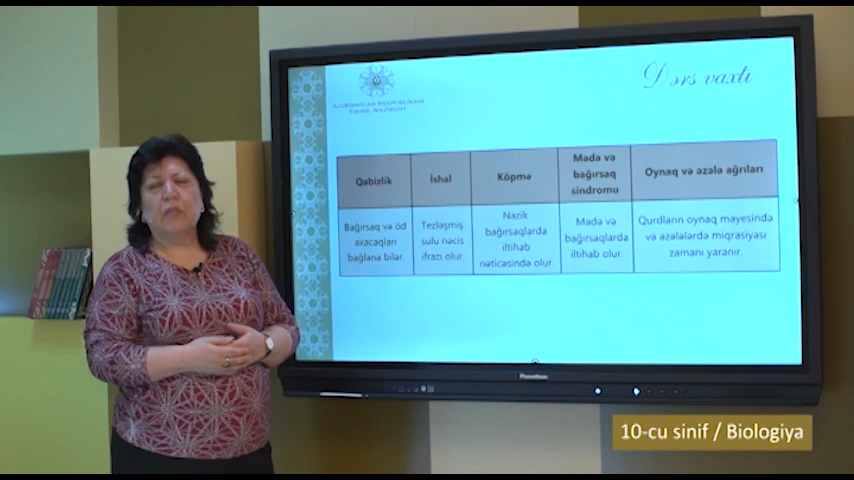 Dərs vaxtı
AZƏRBAYCAN RESPUBLİKASI
TƏHSİL NAZİRLİYİ
Qəbizlik
İshal
Köpmə
Mədə və
bağırsaq
sindromu
Oynaq və əzələ ağrıları
Bağırsaq və öd
axacaqları
bağlana bilər.
Tezləşmiş
sulu nəcis
ifrazı olur.
Nazik
bağırsaqlarda
iltihab
nəticəsində olur.
Mədə və
bağırsaqlarda
iltihab olur.
Qurdların oynaq mayesində
və əzələlərdə miqrasiyası
zamanı yaranır.
Promethean
10-cu sinif / Biologiya